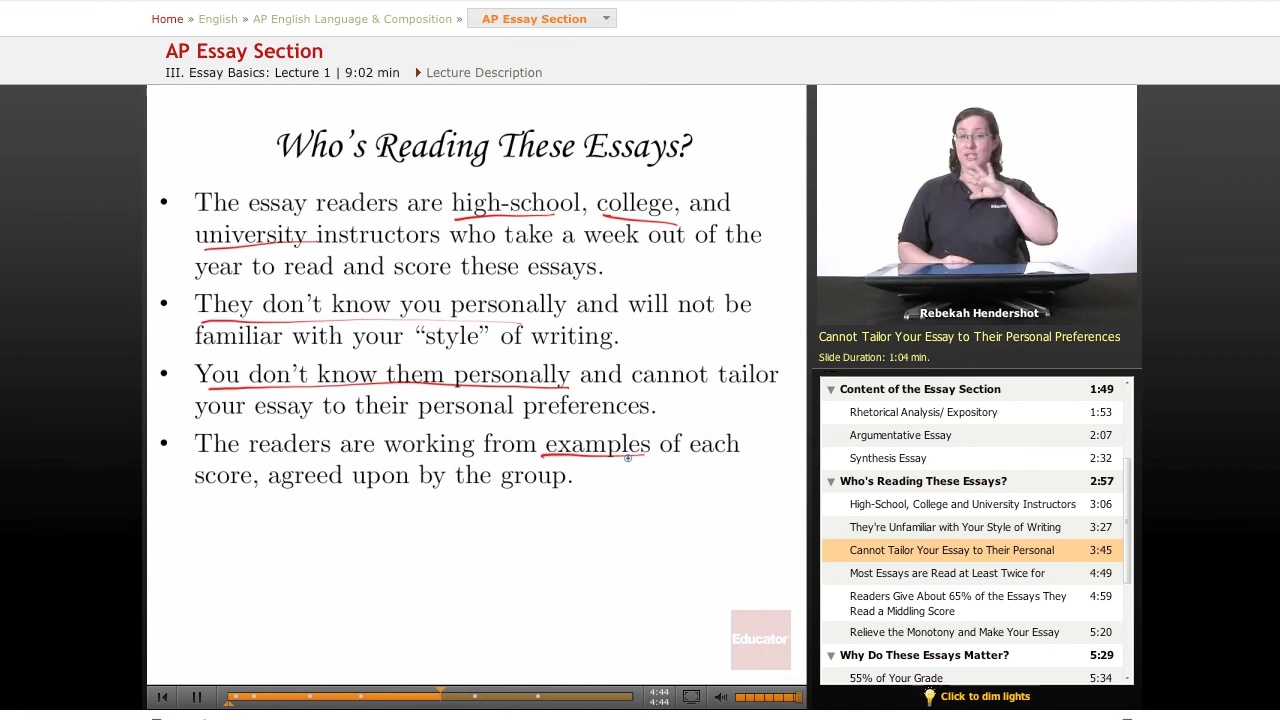 Home » English » AP English Language & Composition » AP Essay Section
AP Essay Section
III. Essay Basics: Lecture 1 | 9:02 min Lecture Description
Who's Reading These Essays?
• The essay readers are high-school, college, and
university instructors who take a week out of the
year to read and score these essays.
• They don't know you personally and will not be
familiar with your “style” of writing.
• You don't know them personally and cannot tailor
your essay to their personal preferences.
• The readers are working from examples of each
score, agreed upon by the group.
Educator
4:44
4:44
Rebekah Hendershot
Cannot Tailor Your Essay to Their Personal Preferences
Slide Duration: 1:04 min.
Content of the Essay Section 1:49
Rhetorical Analysis/ Expository 1:53
Argumentative Essay 2:07
Synthesis Essay 2:32
Who's Reading These Essays? 2:57
High-School, College and University Instructors 3:06
They're Unfamiliar with Your Style of Writing 3:27
Cannot Tailor Your Essay to Their Personal 3:45
Most Essays are Read at Least Twice for 4:49
Readers Give About 65% of the Essays They 4:59
Read a Middling Score
Relieve the Monotony and Make Your Essay 5:20
Why Do These Essays Matter? 5:29
55% of Your Grade 5:34
Click to dim lights